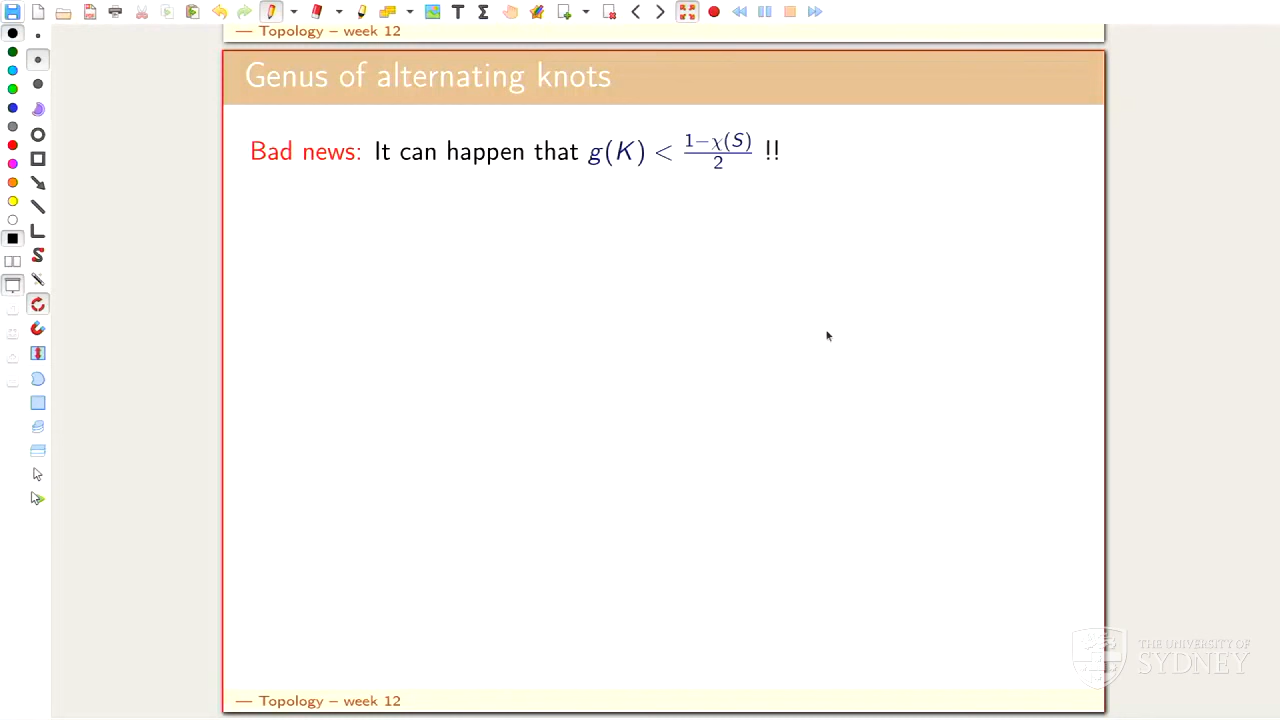 — Topology – week 12
Genus of alternating knots
Bad news: It can happen that g(K) < \frac{1−χ(S)}{2} !!
— Topology – week 12
THE UNIVERSITY OF
SYDNEY